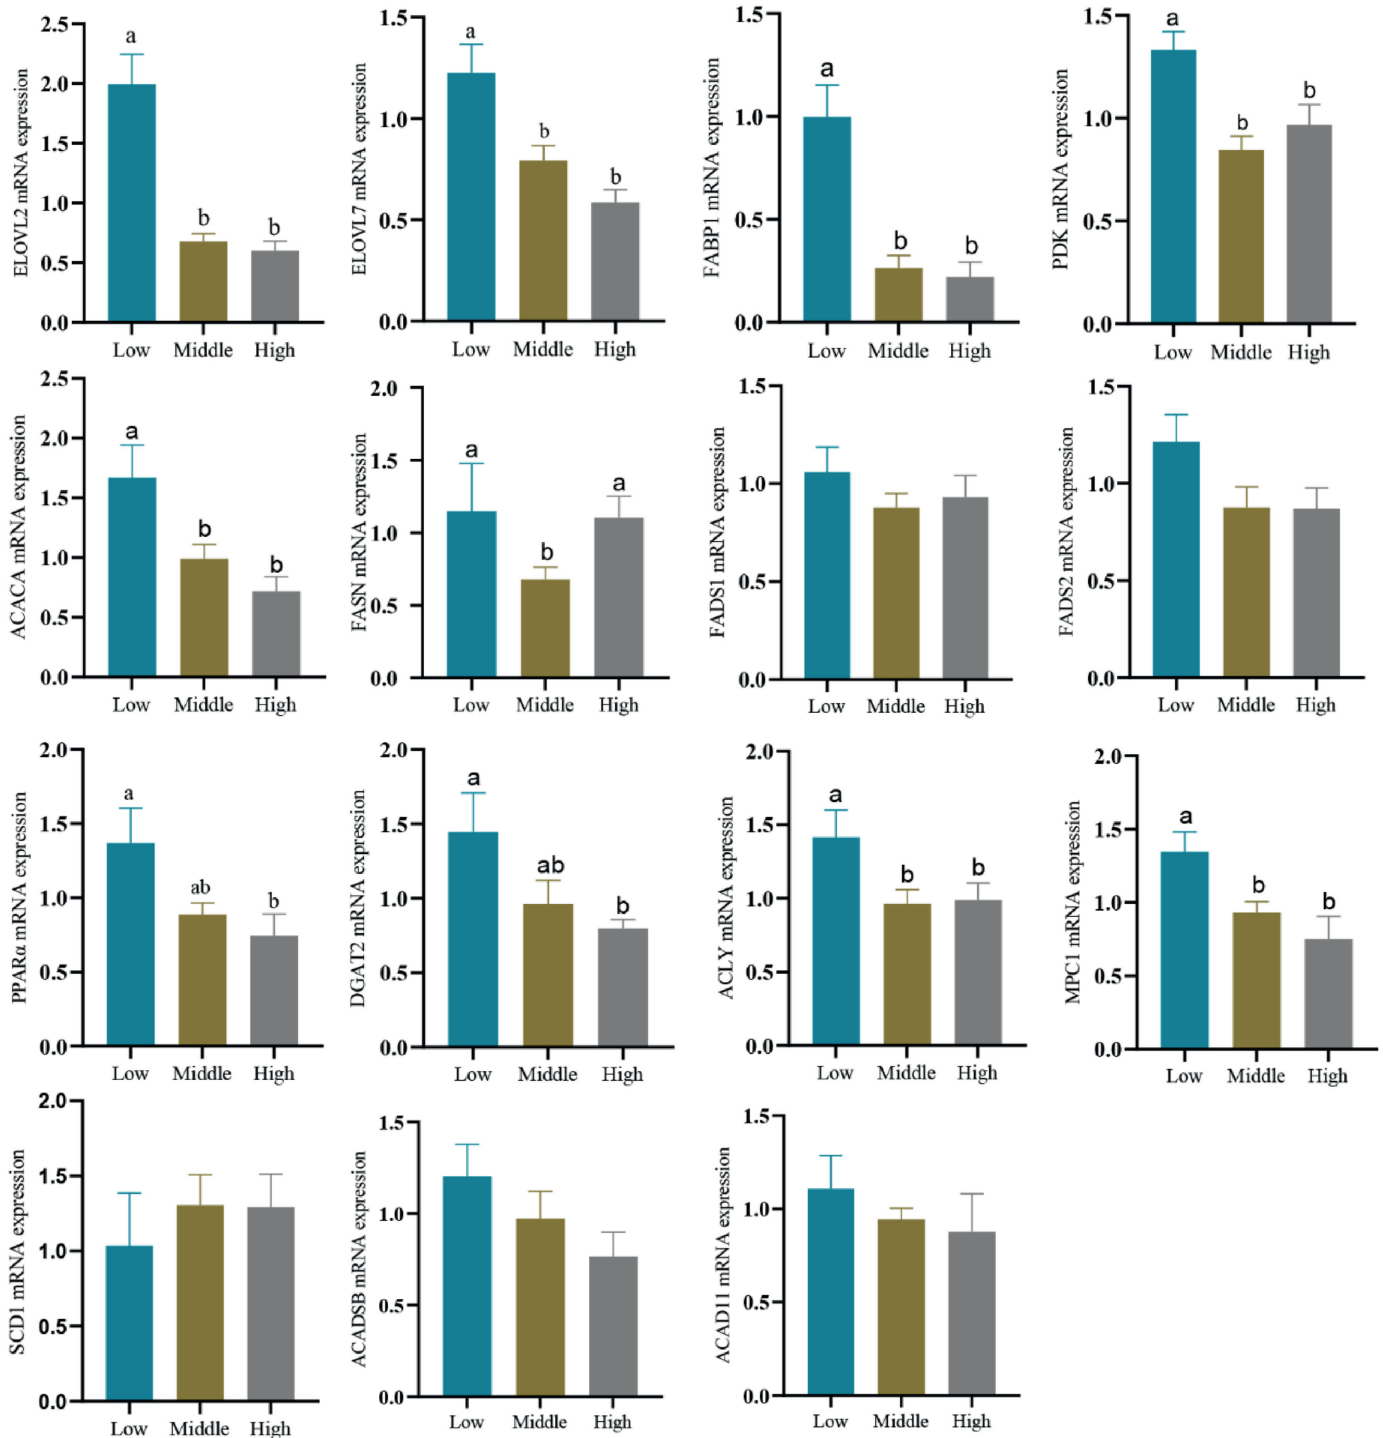 ELOVL2 mRNA expression
2.5
2.0
1.5
1.0
0.5
0.0
a
b
b
Low Middle High
ELOVL7 mRNA expression
1.5
1.0
0.5
0.0
a
b
b
Low Middle High
FABP1 mRNA expression
1.5
1.0
0.5
0.0
a
b
b
Low Middle High
PDK mRNA expression
1.5
1.0
0.5
0.0
a
b
b
Low Middle High
ACACA mRNA expression
2.5
2.0
1.5
1.0
0.5
0.0
a
b
b
Low Middle High
FASN mRNA expression
2.0
1.5
1.0
0.5
0.0
a
b
a
Low Middle High
FADS1 mRNA expression
1.5
1.0
0.5
0.0
Low Middle High
FADS2 mRNA expression
1.5
1.0
0.5
0.0
Low Middle High
PPARα mRNA expression
2.0
1.5
1.0
0.5
0.0
a
ab
b
Low Middle High
DGAT2 mRNA expression
2.0
1.5
1.0
0.5
0.0
a
ab
b
Low Middle High
ACLY mRNA expression
2.0
1.5
1.0
0.5
0.0
a
b
b
Low Middle High
MPC1 mRNA expression
2.0
1.5
1.0
0.5
0.0
a
b
b
Low Middle High
SCD1 mRNA expression
2.0
1.5
1.0
0.5
0.0
Low Middle High
ACADSB mRNA expression
1.5
1.0
0.5
0.0
Low Middle High
ACAD11 mRNA expression
1.5
1.0
0.5
0.0
Low Middle High